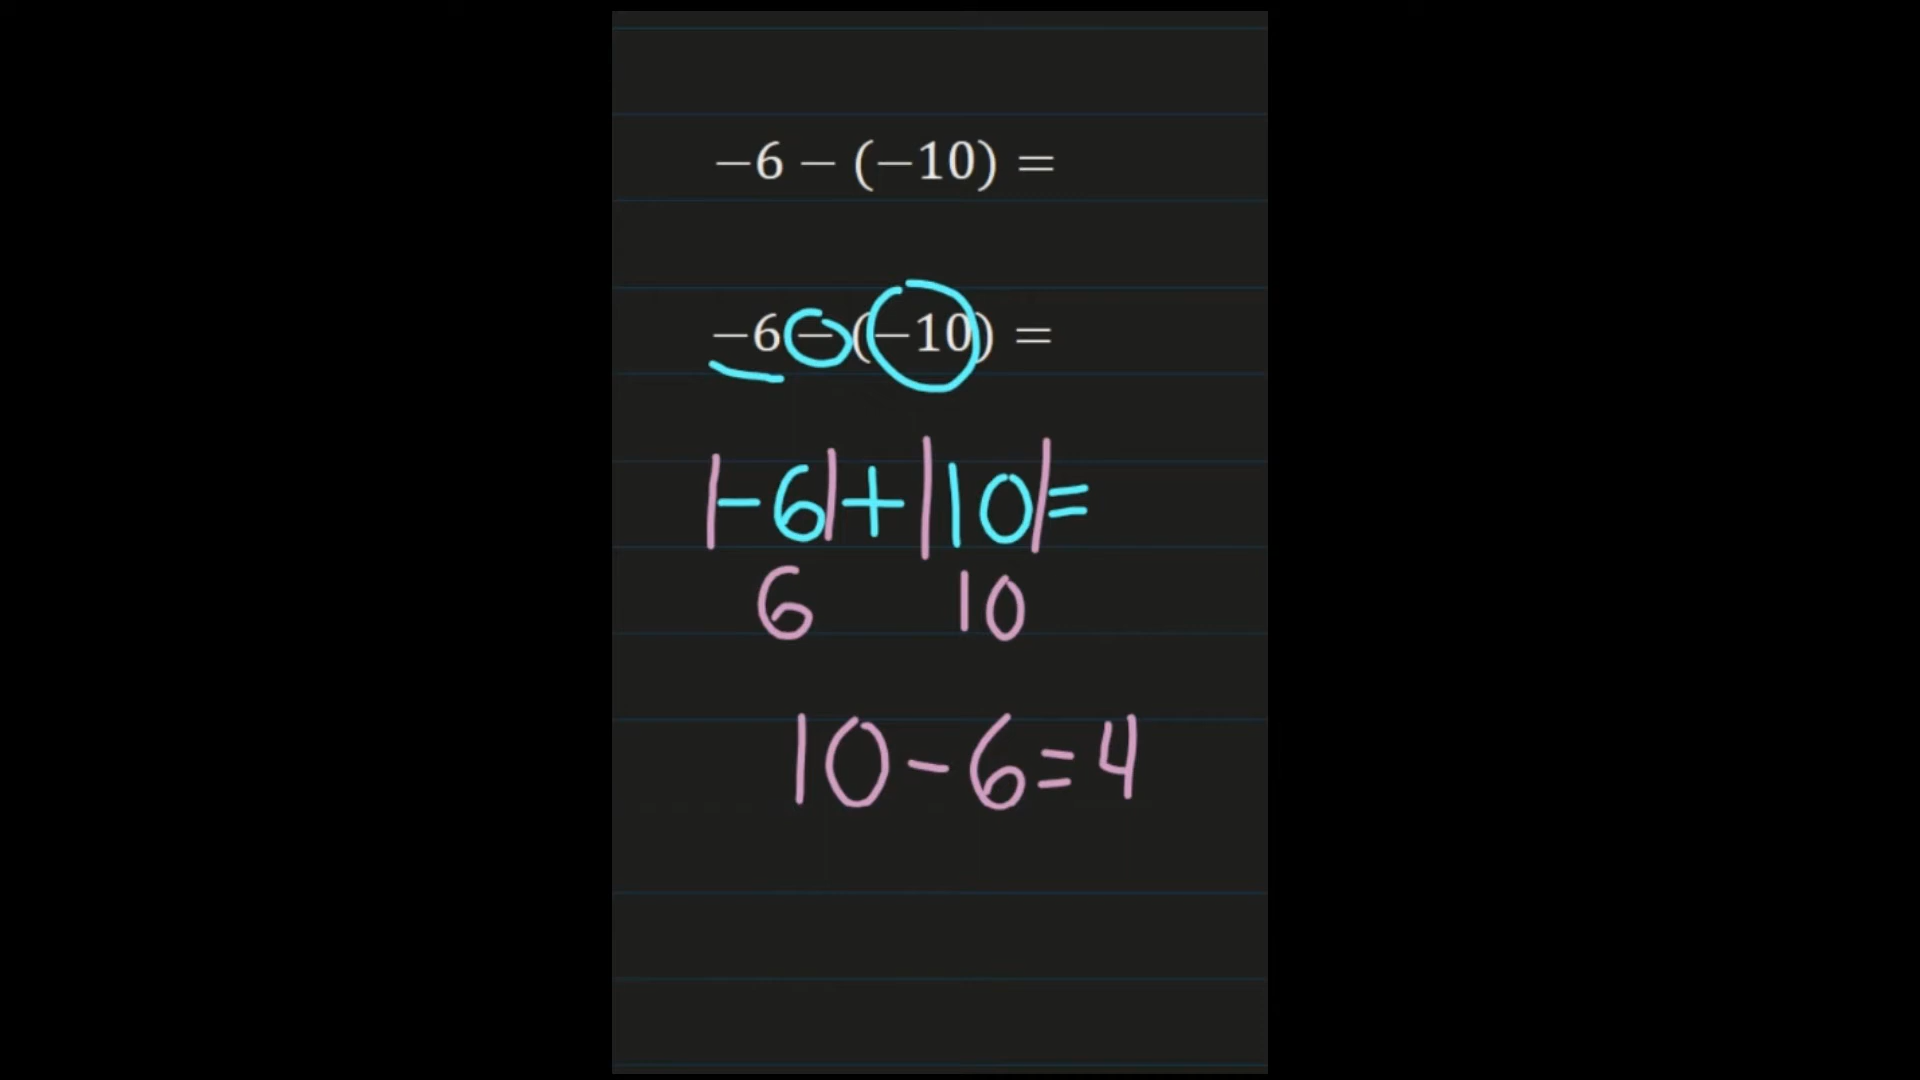 −6 − (−10) =
−6 − (−10) =
|-6|+|10|=
6 10
10-6=4